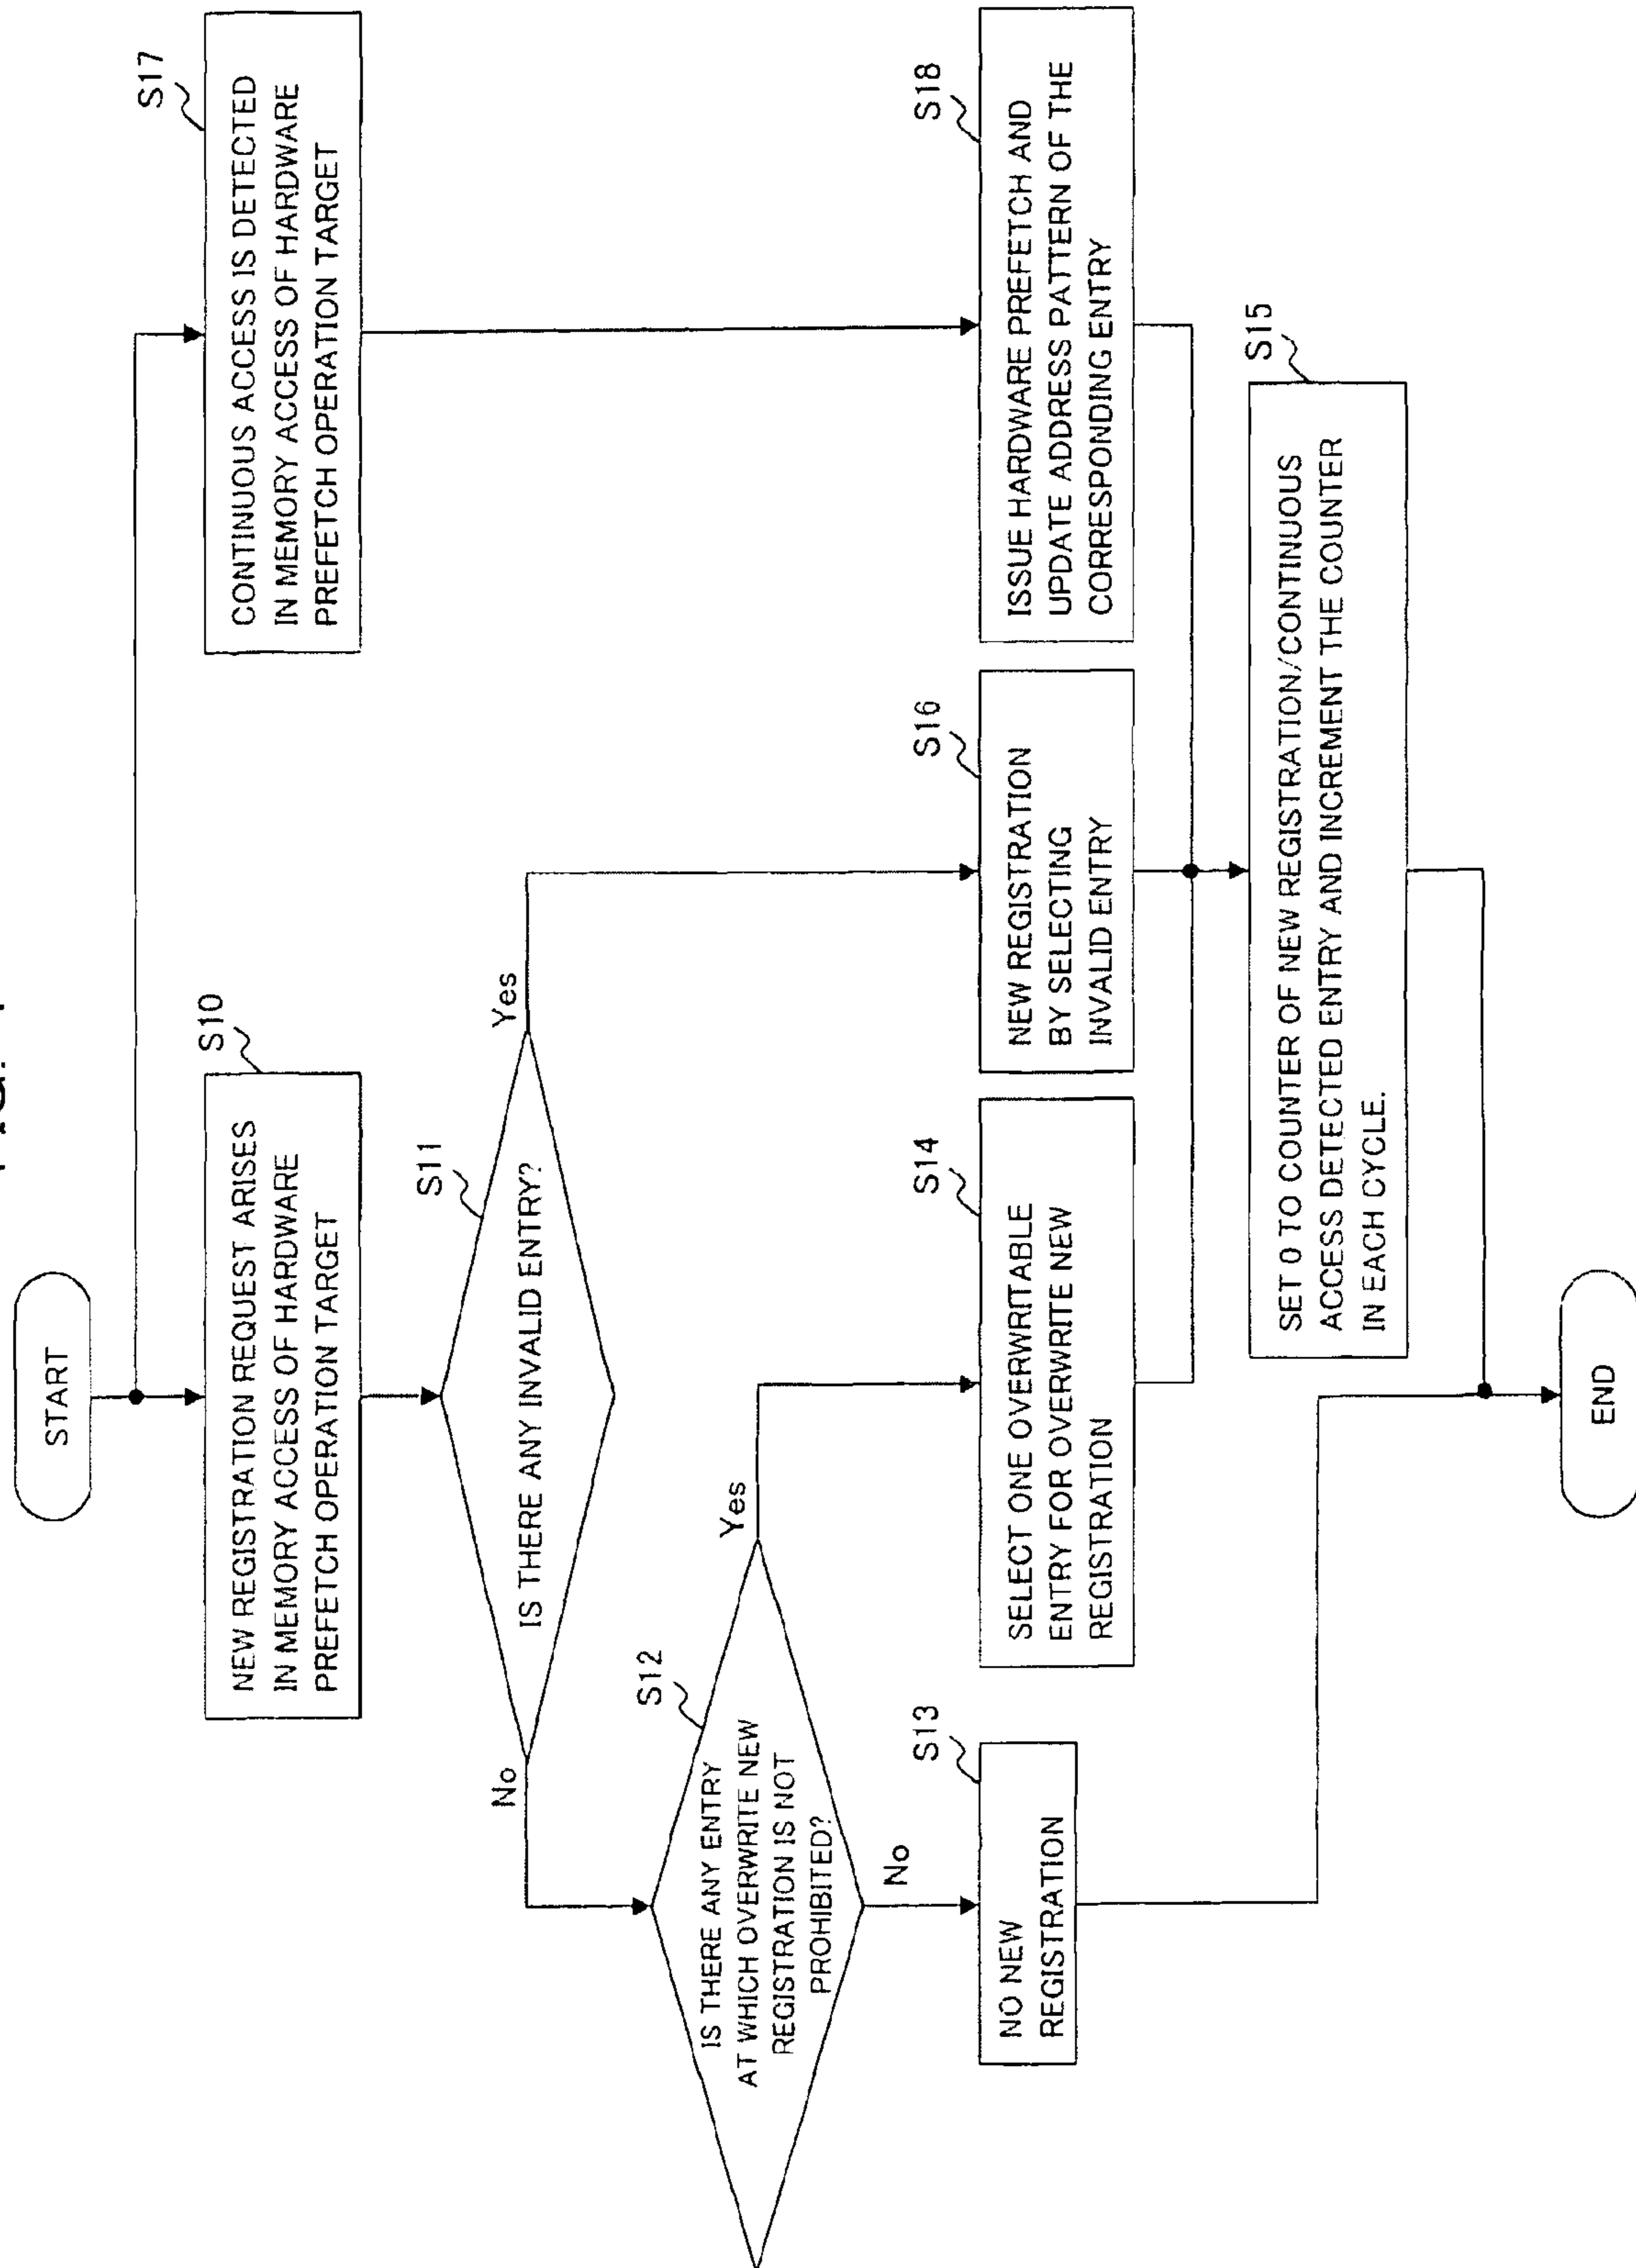 START
S10
NEW REGISTRATION REQUEST ARISES
IN MEMORY ACCESS OF HARDWARE
PREFETCH OPERATION TARGET
S17
CONTINUOUS ACCESS IS DETECTED
IN MEMORY ACCESS OF HARDWARE
PREFETCH OPERATION TARGET
S11
IS THERE ANY INVALID ENTRY?
No
Yes
S12
IS THERE ANY ENTRY
AT WHICH OVERWRITE NEW
REGISTRATION IS NOT
PROHIBITED?
Yes
No
S13
NO NEW
REGISTRATION
S14
SELECT ONE OVERWRITABLE
ENTRY FOR OVERWRITE NEW
REGISTRATION
S16
NEW REGISTRATION
BY SELECTING
INVALID ENTRY
S18
ISSUE HARDWARE PREFETCH AND
UPDATE ADDRESS PATTERN OF THE
CORRESPONDING ENTRY
S15
SET 0 TO COUNTER OF NEW REGISTRATION/CONTINUOUS
ACCESS DETECTED ENTRY AND INCREMENT THE COUNTER
IN EACH CYCLE.
END